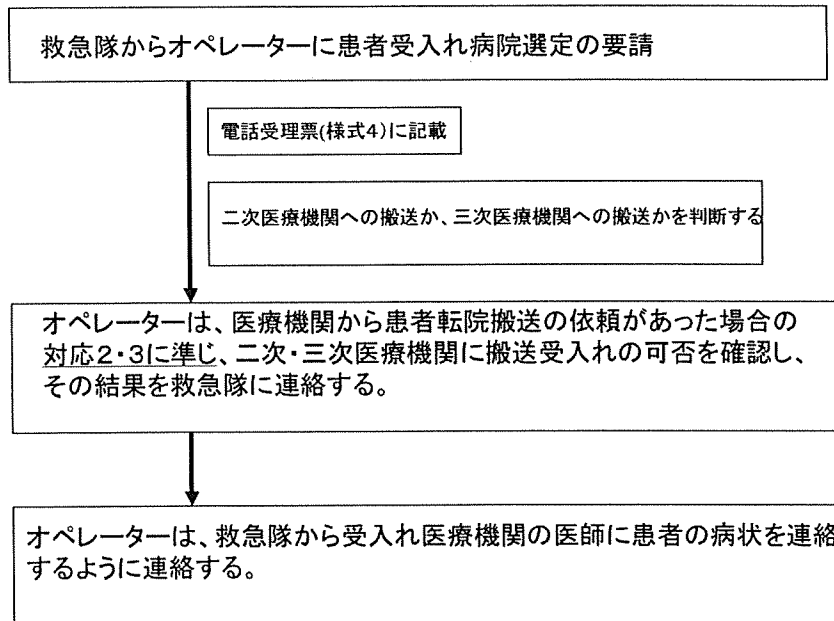 救急隊からオペレーターに患者受入れ病院選定の要請
電話受理票(様式4)に記載
二次医療機関への搬送か、三次医療機関への搬送かを判断する
オペレーターは、医療機関から患者転院搬送の依頼があった場合の
対応2・3に準じ、二次・三次医療機関に搬送受入れの可否を確認し、
その結果を救急隊に連絡する。
オペレーターは、救急隊から受入れ医療機関の医師に患者の病状を連絡
するように連絡する。